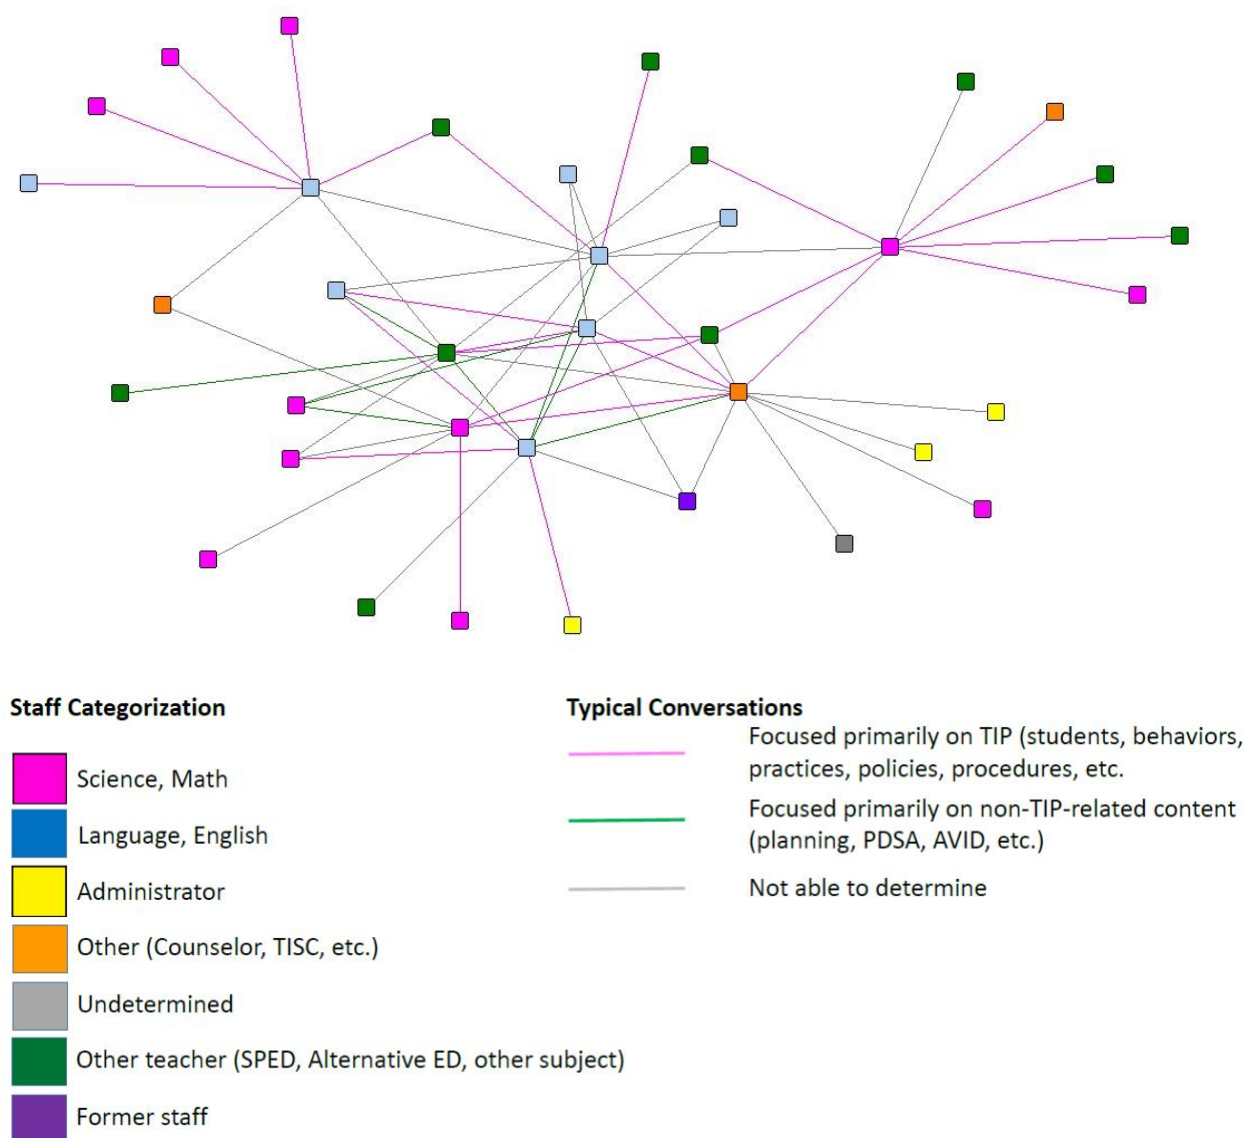 Staff Categorization
Science, Math
Language, English
Administrator
Other (Counselor, TISC, etc.)
Undetermined
Other teacher (SPED, Alternative ED, other subject)
Former staff
Typical Conversations
Focused primarily on TIP (students, behaviors,
practices, policies, procedures, etc.
Focused primarily on non-TIP-related content
(planning, PDSA, AVID, etc.)
Not able to determine